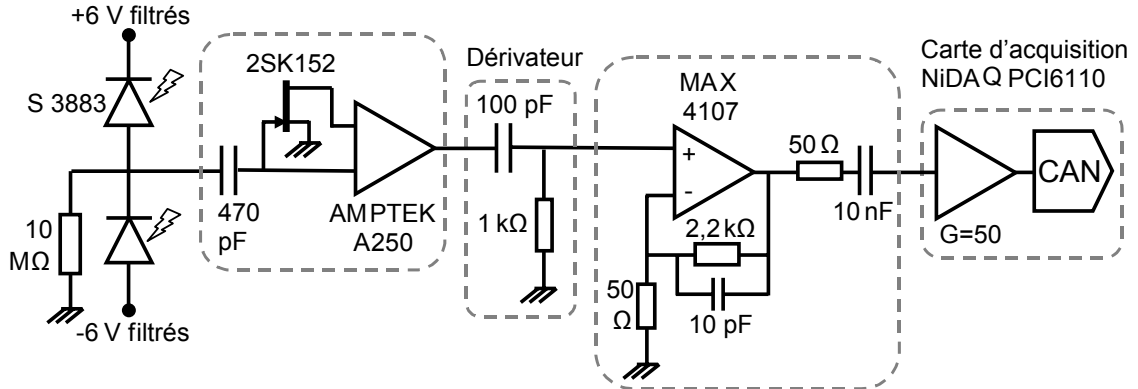 +6 V filtrés
S 3883
10
MΩ
-6 V filtrés
2SK152
470
pF
AMPTEK
A250
Dérivateur
100 pF
1 kΩ
MAX
4107
+
-
50 Ω
10 nF
2,2 kΩ
10 pF
50
Ω
Carte d'acquisition
NiDAQ PCI6110
CAN
G=50